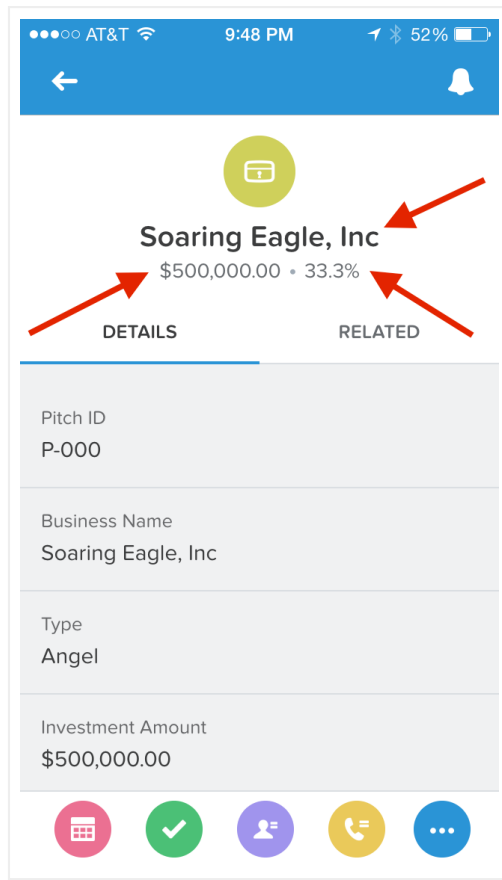 AT&T 9:48 PM 52%
Soaring Eagle, Inc
$500,000.00 • 33.3%
DETAILS RELATED
Pitch ID
P-000
Business Name
Soaring Eagle, Inc
Type
Angel
Investment Amount
$500,000.00